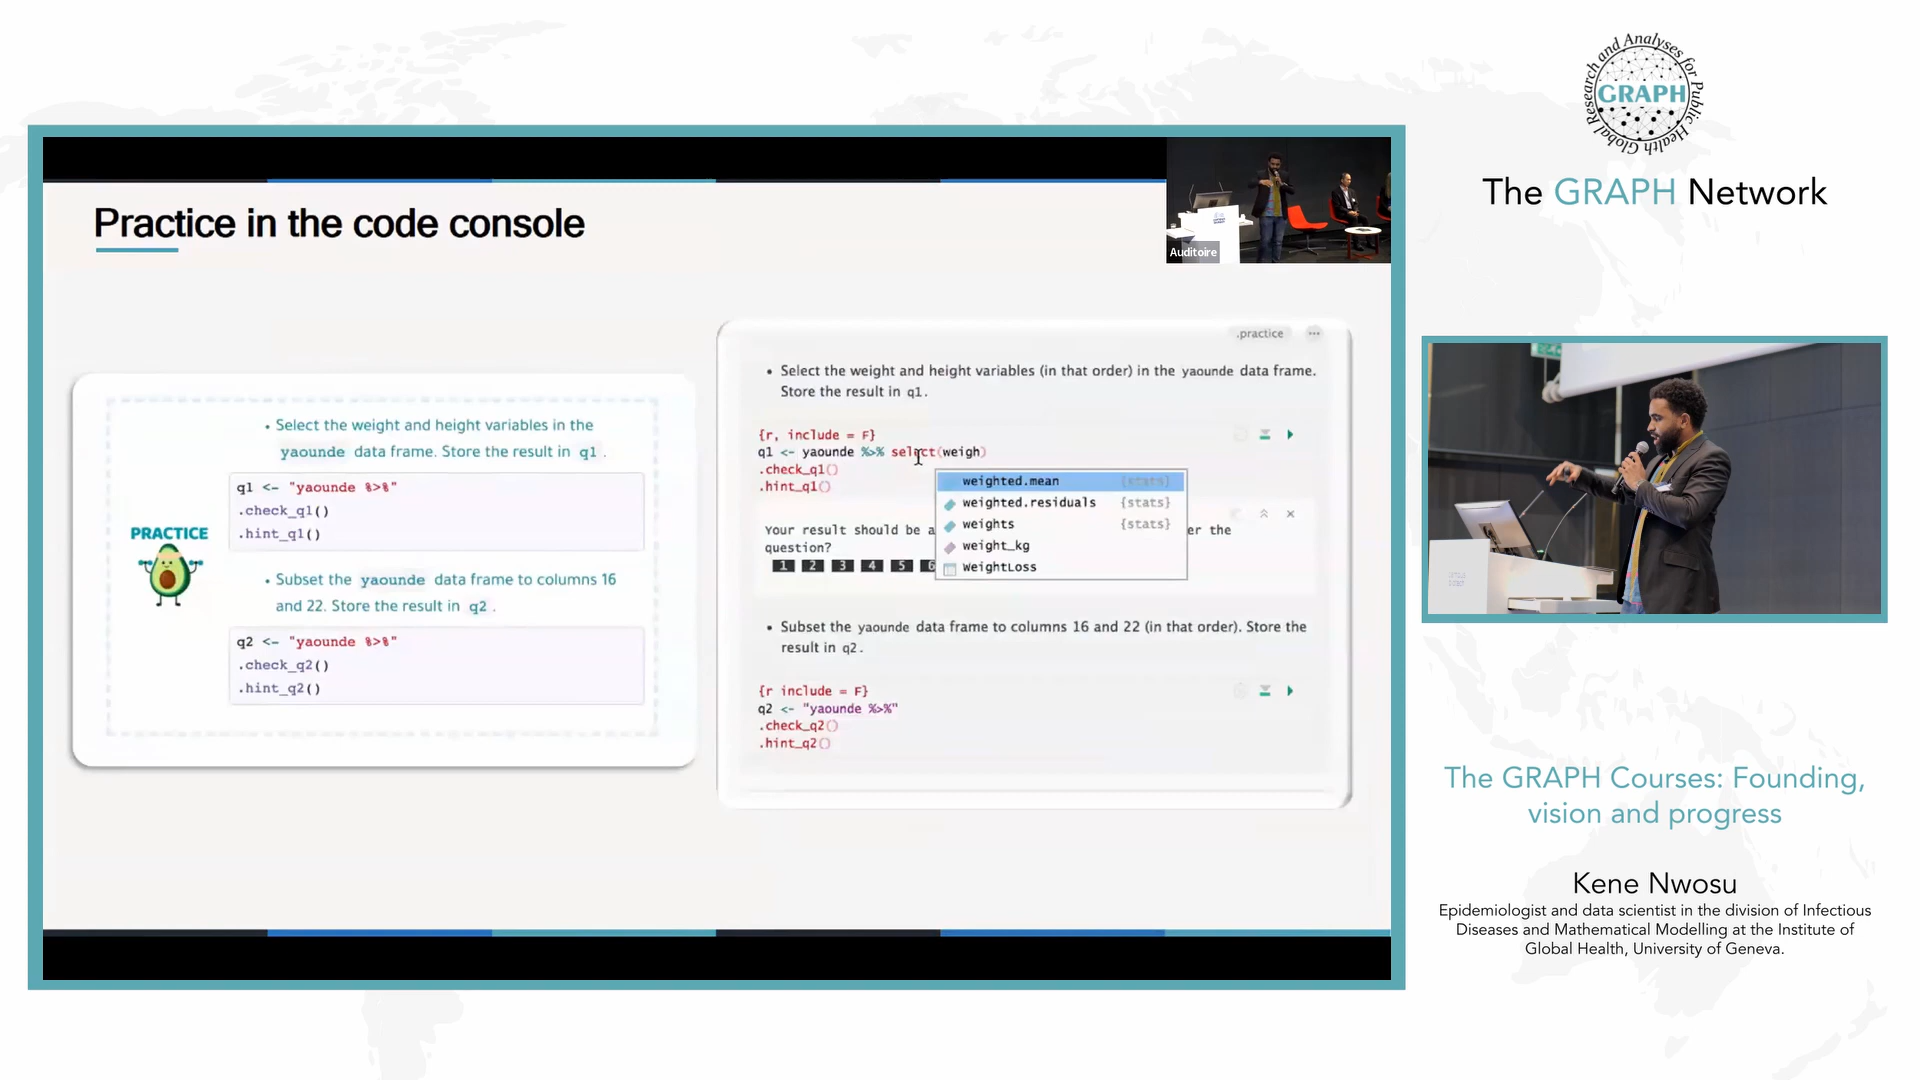 Practice in the code console
Auditoire
• Select the weight and height variables in the
yaounde data frame. Store the result in q1 .
q1 <- "yaounde %>%"
.check_q1()
.hint_q1()
PRACTICE
• Subset the yaounde data frame to columns 16
and 22. Store the result in q2 .
q2 <- "yaounde %>%"
.check_q2()
.hint_q2()
.practice
• Select the weight and height variables (in that order) in the yaounde data frame.
Store the result in q1.
{r, include = F}
q1 <- yaounde %>% select(weigh)
.check_q1()
.hint_q1()
weighted.mean {stats}
weighted.residuals {stats}
weights {stats}
weight_kg
weightLoss
Your result should be a er the
question?
1 2 3 4 5 6
• Subset the yaounde data frame to columns 16 and 22 (in that order). Store the
result in q2.
{r include = F}
q2 <- "yaounde %>%"
.check_q2()
.hint_q2()
Global Research and Analyses for Public Health
GRAPH
The GRAPH Network
The GRAPH Courses: Founding,
vision and progress
Kene Nwosu
Epidemiologist and data scientist in the division of Infectious
Diseases and Mathematical Modelling at the Institute of
Global Health, University of Geneva.